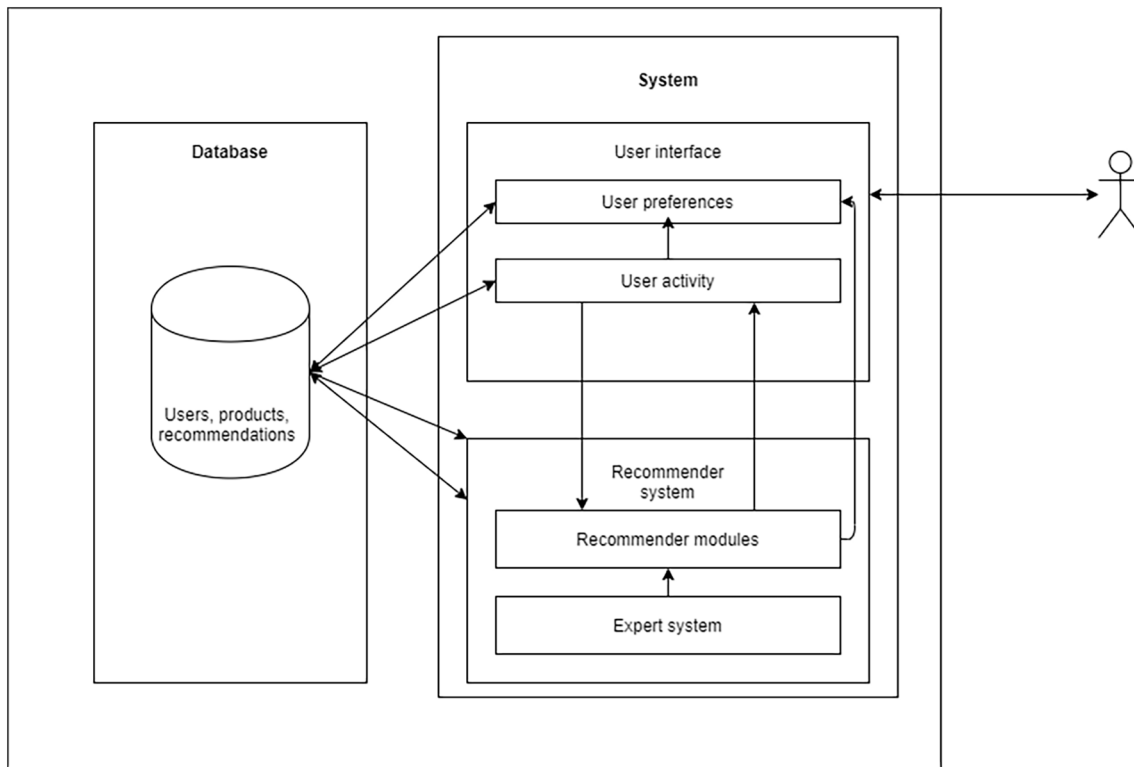 System
Database
User interface
User preferences
User activity
Users, products,
recommendations
Recommender
system
Recommender modules
Expert system